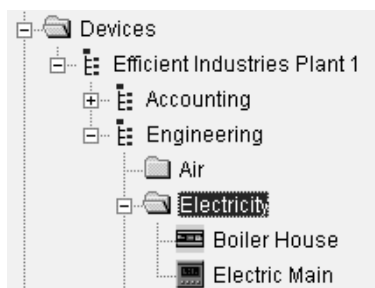 Devices
Efficient Industries Plant 1
Accounting
Engineering
Air
Electricity
Boiler House
Electric Main